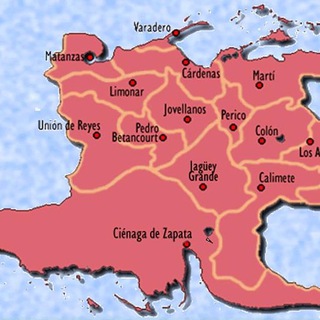 Varadero
Matanzas
Cárdenas
Martí
Limonar
Jovellanos
Perico
Unión de Reyes
Pedro
Betancourt
Colón
Los A
Jagüey
Grande
Calimete
Ciénaga de Zapata